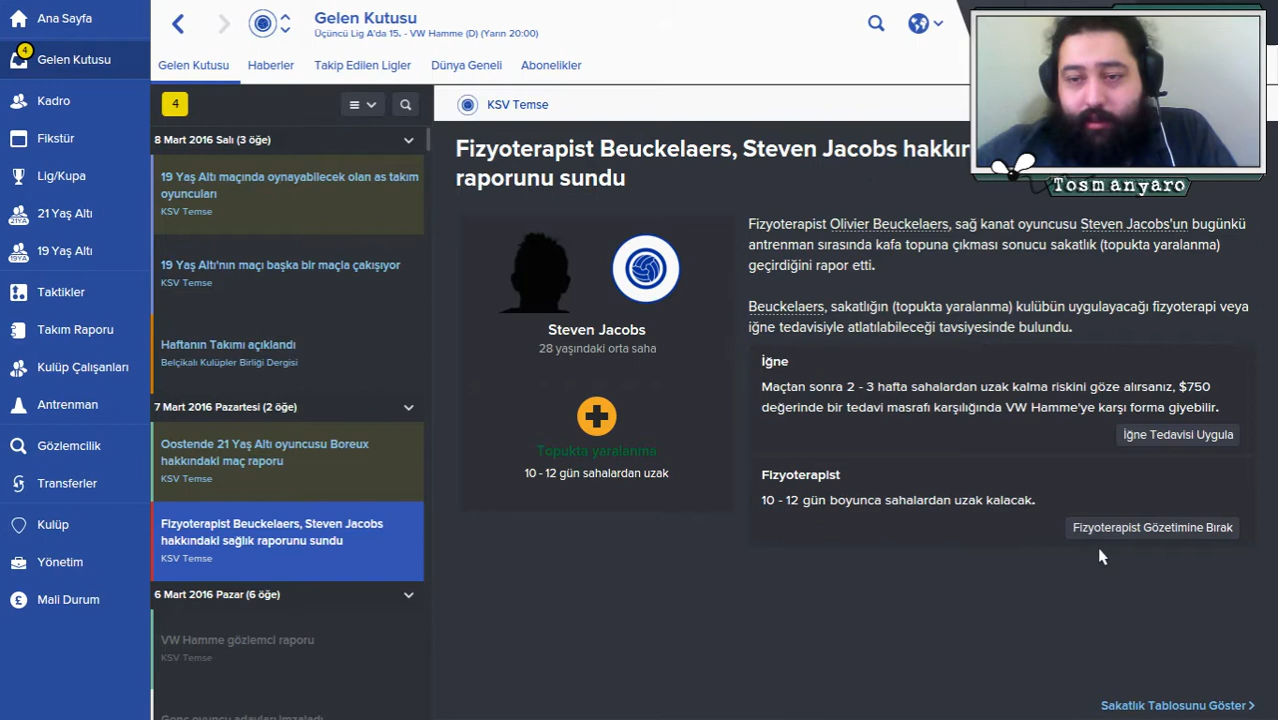 Ana Sayfa
4
Gelen Kutusu
Kadro
Fikstür
Lig/Kupa
21YA
21 Yaş Altı
19YA
19 Yaş Altı
Taktikler
Takım Raporu
Kulüp Çalışanları
Antrenman
Gözlemcilik
Transferler
Kulüp
Yönetim
Mali Durum
Gelen Kutusu
Üçüncü Lig A'da 15. - VW Hamme (D) (Yarın 20:00)
Gelen Kutusu
Haberler
Takip Edilen Ligler
Dünya Geneli
Abonelikler
4
8 Mart 2016 Salı (3 öğe)
19 Yaş Altı maçında oynayabilecek olan as takım
oyuncuları
KSV Temse
19 Yaş Altı'nın maçı başka bir maçla çakışıyor
KSV Temse
Haftanın Takımı açıklandı
Belçikalı Kulüpler Birliği Dergisi
7 Mart 2016 Pazartesi (2 öğe)
Oostende 21 Yaş Altı oyuncusu Boreux
hakkındaki maç raporu
KSV Temse
Fizyoterapist Beuckelaers, Steven Jacobs
hakkındaki sağlık raporunu sundu
KSV Temse
6 Mart 2016 Pazar (6 öğe)
VW Hamme gözlemci raporu
KSV Temse
Genç oyuncu adayları imzaladı
KSV Temse
Fizyoterapist Beuckelaers, Steven Jacobs hakkın
raporunu sundu
Steven Jacobs
28 yaşındaki orta saha
Topukta yaralanma
10 - 12 gün sahalardan uzak
Fizyoterapist Olivier Beuckelaers, sağ kanat oyuncusu Steven Jacobs'un bugünkü
antrenman sırasında kafa topuna çıkması sonucu sakatlık (topukta yaralanma)
geçirdiğini rapor etti.
Beuckelaers, sakatlığın (topukta yaralanma) kulübün uygulayacağı fizyoterapi veya
iğne tedavisiyle atlatılabileceği tavsiyesinde bulundu.
İğne
Maçtan sonra 2 - 3 hafta sahalardan uzak kalma riskini göze alırsanız, $750
değerinde bir tedavi masrafı karşılığında VW Hamme'ye karşı forma giyebilir.
İğne Tedavisi Uygula
Fizyoterapist
10 - 12 gün boyunca sahalardan uzak kalacak.
Fizyoterapist Gözetimine Bırak
Sakatlık Tablosunu Göster >
Tosmanyaro